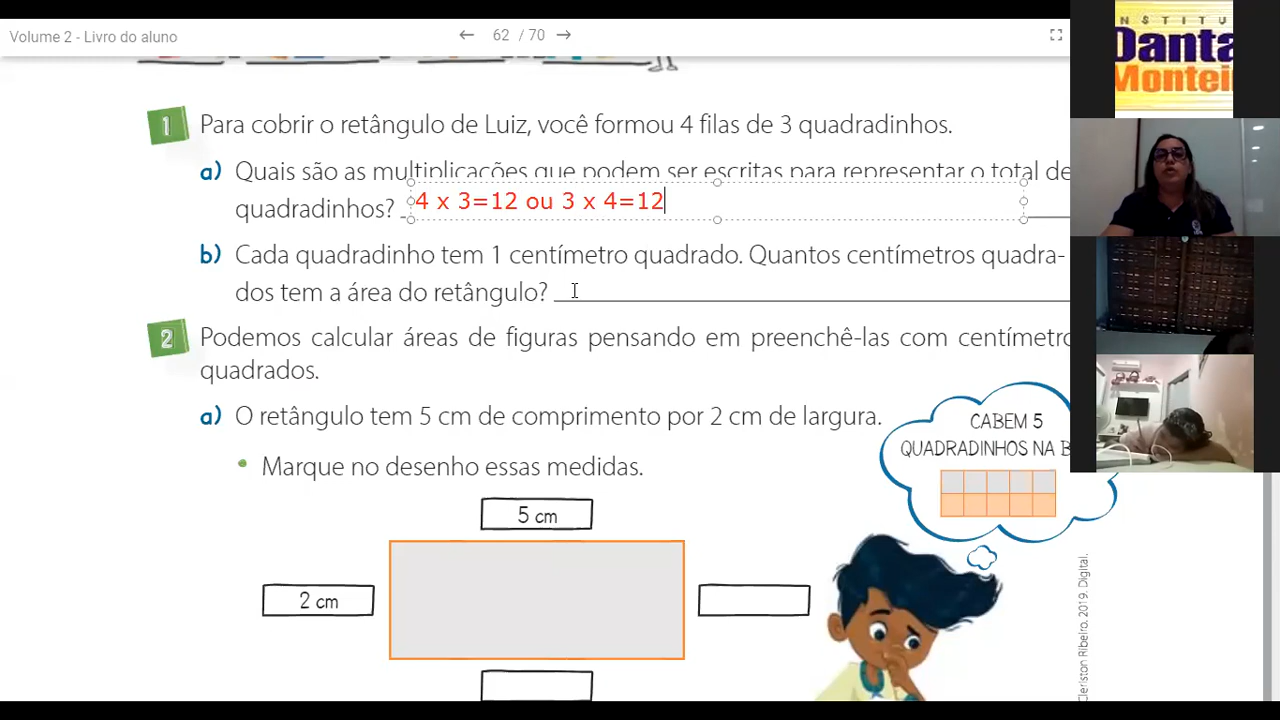 Volume 2 - Livro do aluno
62 / 70
1 Para cobrir o retângulo de Luiz, você formou 4 filas de 3 quadradinhos.
a) Quais são as multiplicações que podem ser escritas para representar o total de
quadradinhos? 4 x 3=12 ou 3 x 4=12
b) Cada quadradinho tem 1 centímetro quadrado. Quantos centímetros quadra-
dos tem a área do retângulo?
2 Podemos calcular áreas de figuras pensando em preenchê-las com centímetro
quadrados.
a) O retângulo tem 5 cm de comprimento por 2 cm de largura.
• Marque no desenho essas medidas.
5 cm
2 cm
CABEM 5
QUADRADINHOS NA B
Cleriston Ribeiro. 2019. Digital.
NSTITU
Danta
Montei